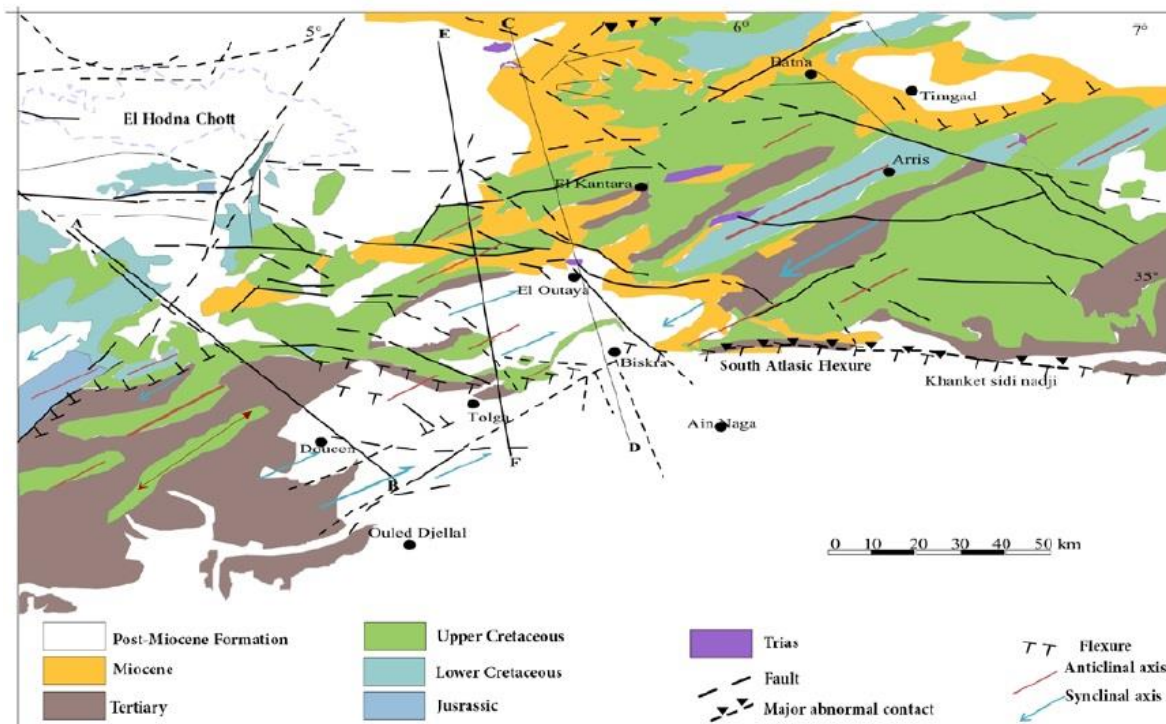 5°
6°
7°
E
C
Batna
Timgad
El Hodna Chott
Arris
El Kantara
A
35°
El Outaya
Biskra
South Atlasic Flexure
Khanket sidi nadji
Tolga
Ain Naga
Doucen
D
F
B
Ouled Djellal
0 10 20 30 40 50 km
Post-Miocene Formation
Miocene
Tertiary
Upper Cretaceous
Lower Cretaceous
Jusrassic
Trias
Fault
Major abnormal contact
Flexure
Anticlinal axis
Synclinal axis